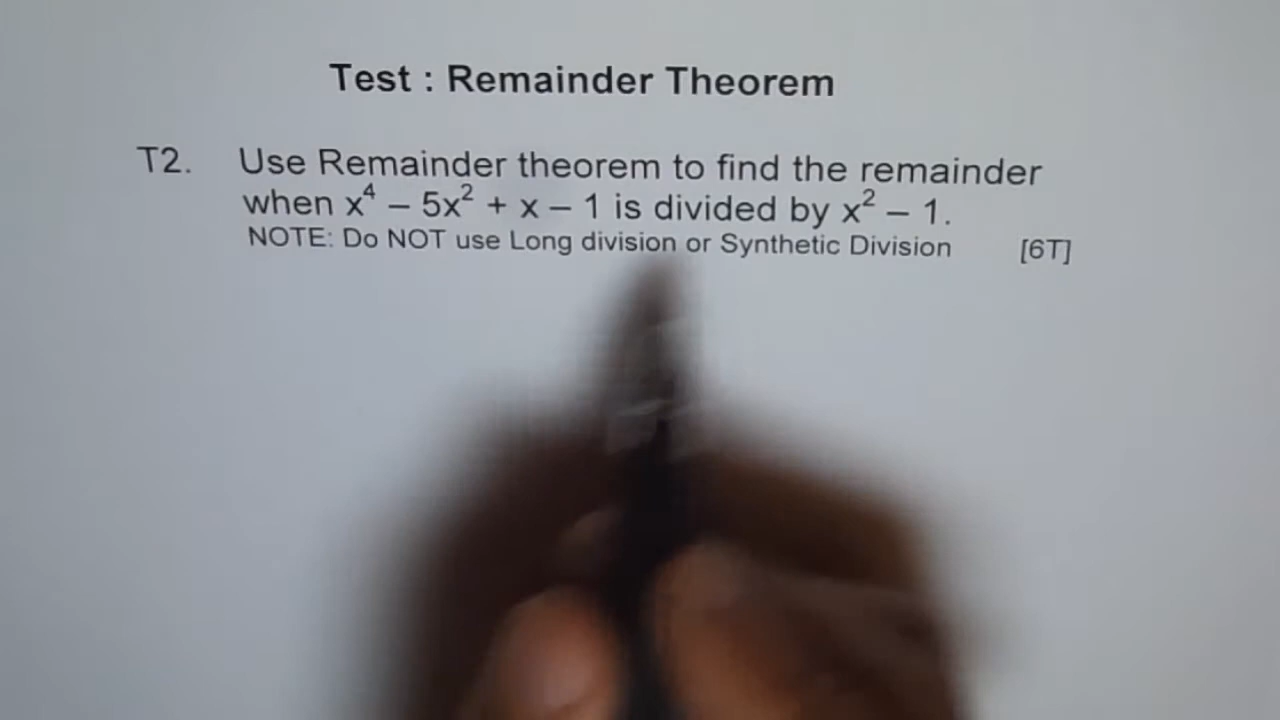 Test : Remainder Theorem
T2. Use Remainder theorem to find the remainder
when x⁴ – 5x² + x – 1 is divided by x² – 1.
NOTE: Do NOT use Long division or Synthetic Division [6T]